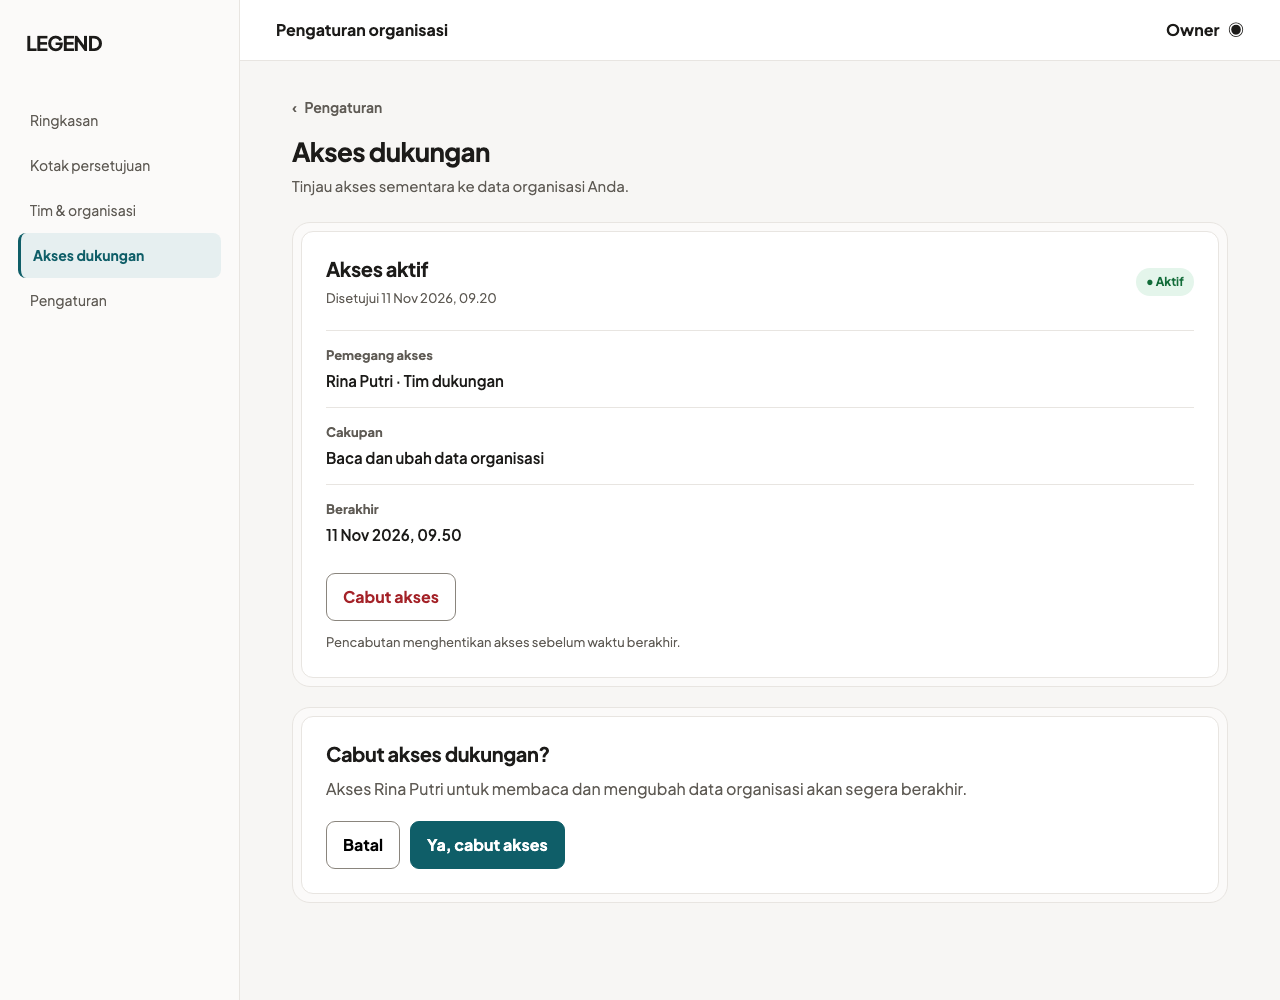 LEGEND
Ringkasan
Kotak persetujuan
Tim & organisasi
Akses dukungan
Pengaturan
Pengaturan organisasi
Owner
‹ Pengaturan
Akses dukungan
Tinjau akses sementara ke data organisasi Anda.
Akses aktif
Disetujui 11 Nov 2026, 09.20
• Aktif
Pemegang akses
Rina Putri · Tim dukungan
Cakupan
Baca dan ubah data organisasi
Berakhir
11 Nov 2026, 09.50
Cabut akses
Pencabutan menghentikan akses sebelum waktu berakhir.
Cabut akses dukungan?
Akses Rina Putri untuk membaca dan mengubah data organisasi akan segera berakhir.
Batal
Ya, cabut akses